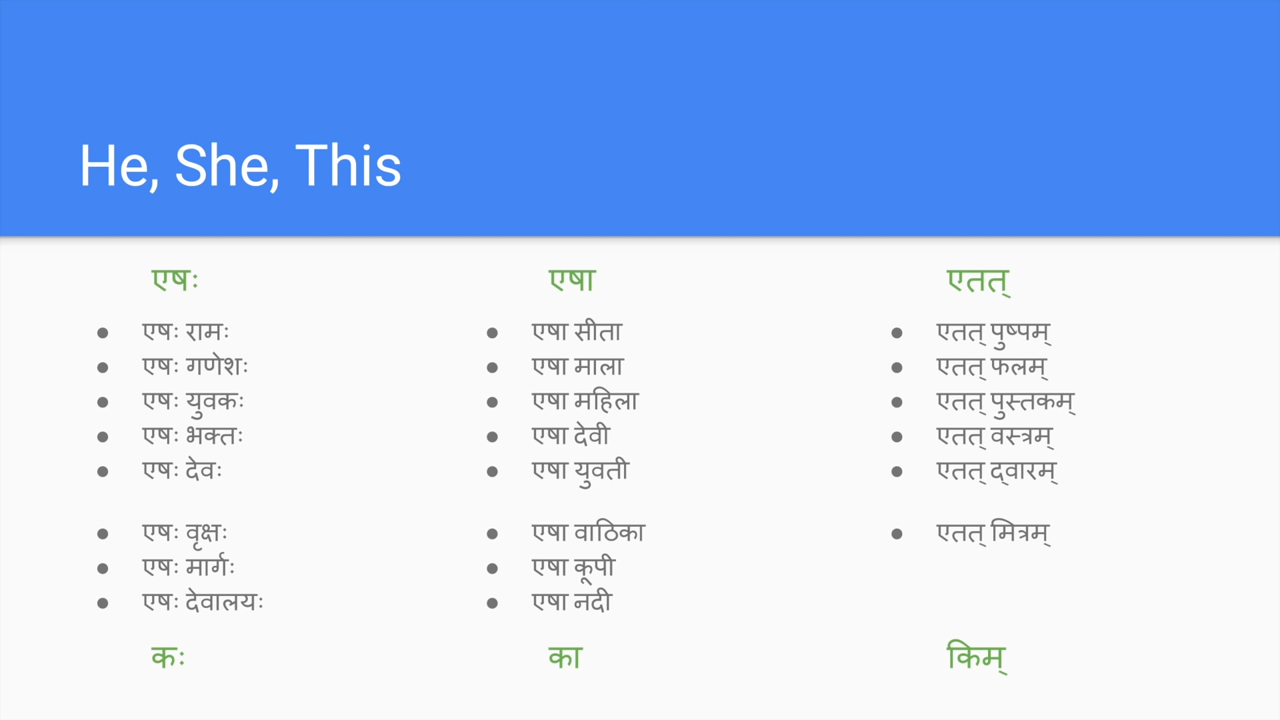 He, She, This
एषः
एषः रामः
एषः गणेशः
एषः युवकः
एषः भक्तः
एषः देवः
एषः वृक्षः
एषः मार्गः
एषः देवालयः
कः
एषा
एषा सीता
एषा माला
एषा महिला
एषा देवी
एषा युवती
एषा वाठिका
एषा कूपी
एषा नदी
का
एतत्
एतत् पुष्पम्
एतत् फलम्
एतत् पुस्तकम्
एतत् वस्त्रम्
एतत् द्वारम्
एतत् मित्रम्
किम्